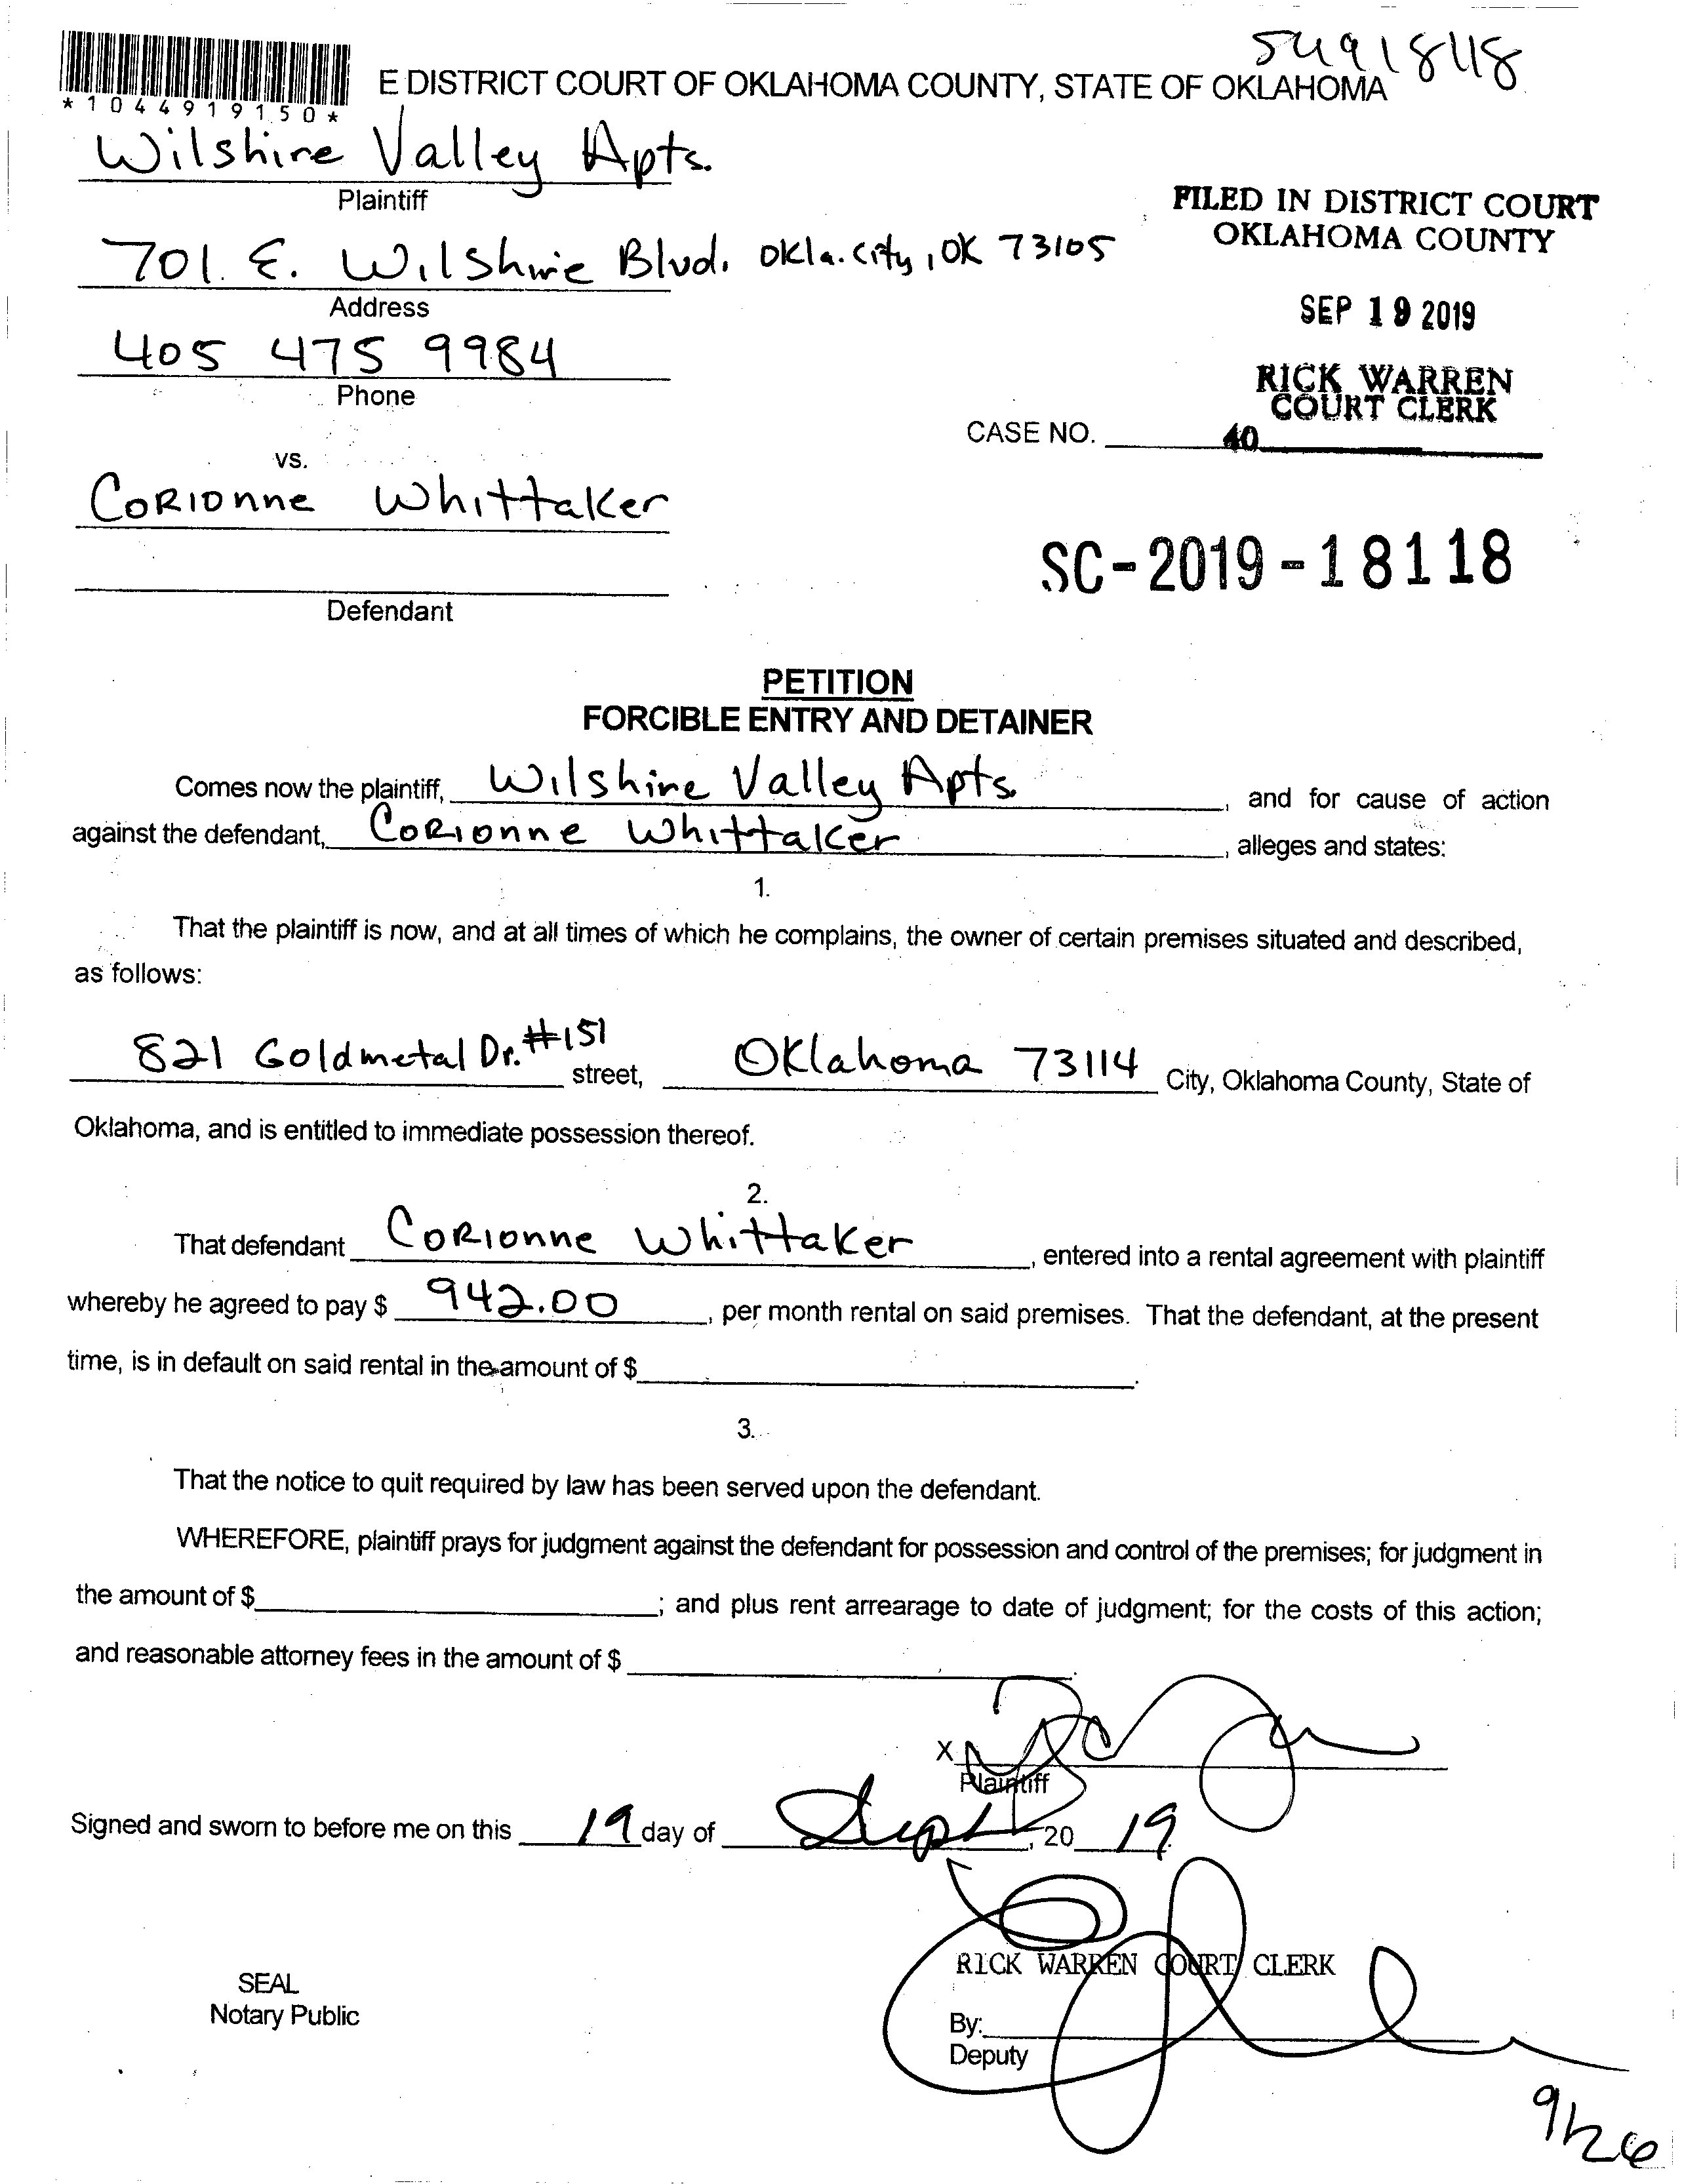 54918118
*1044919150*
E DISTRICT COURT OF OKLAHOMA COUNTY, STATE OF OKLAHOMA
Wilshire Valley Apts.
Plaintiff
FILED IN DISTRICT COURT
OKLAHOMA COUNTY
701. E. Wilshire Blvd. Okla. City, OK 73105
Address
SEP 19 2019
405 475 9984
Phone
RICK WARREN
COURT CLERK
CASE NO.
40
vs.
Corionne Whittaker
SC-2019-18118
Defendant
PETITION
FORCIBLE ENTRY AND DETAINER
Comes now the plaintiff, Wilshire Valley Apts. , and for cause of action
against the defendant, Corionne Whittaker , alleges and states:
1.
That the plaintiff is now, and at all times of which he complains, the owner of certain premises situated and described,
as follows:
821 Goldmetal Dr. #151 street, Oklahoma 73114 City, Oklahoma County, State of
Oklahoma, and is entitled to immediate possession thereof.
2.
That defendant Corionne Whittaker , entered into a rental agreement with plaintiff
whereby he agreed to pay $ 942.00 , per month rental on said premises. That the defendant, at the present
time, is in default on said rental in the amount of $ .
3.
That the notice to quit required by law has been served upon the defendant.
WHEREFORE, plaintiff prays for judgment against the defendant for possession and control of the premises; for judgment in
the amount of $ ; and plus rent arrearage to date of judgment; for the costs of this action;
and reasonable attorney fees in the amount of $ .
X
Plaintiff
Signed and sworn to before me on this 19 day of Sept , 20 19.
RICK WARREN COURT CLERK
SEAL
Notary Public
By:
Deputy
9/26